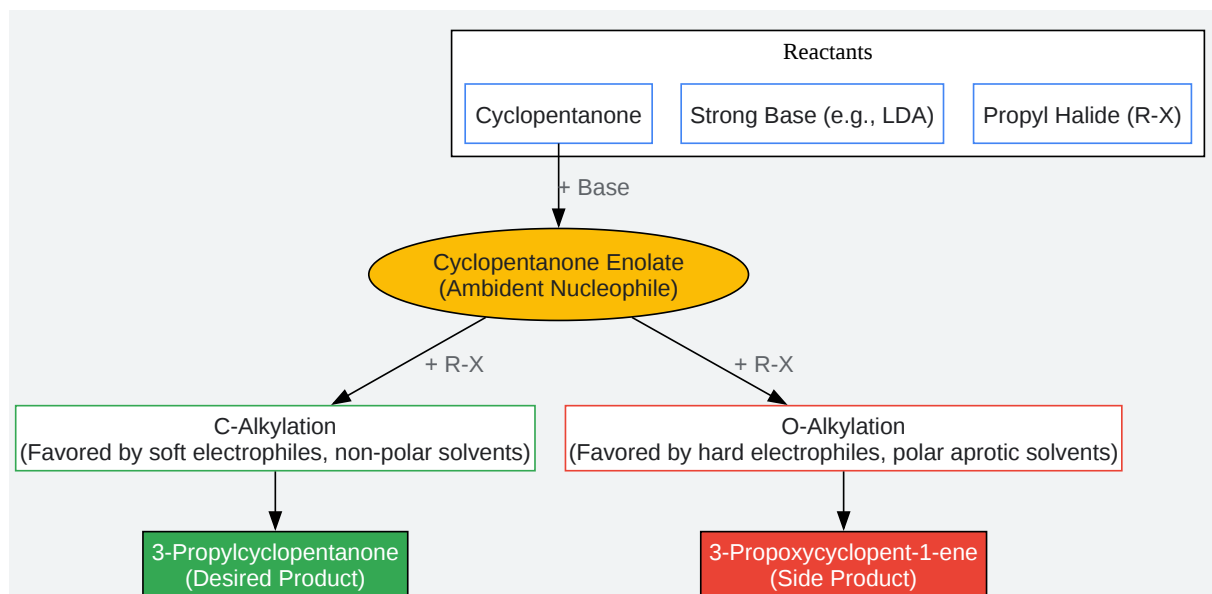 Reactants
Cyclopentanone
Strong Base (e.g., LDA)
Propyl Halide (R-X)
+ Base
Cyclopentanone Enolate
(Ambident Nucleophile)
+ R-X
+ R-X
C-Alkylation
(Favored by soft electrophiles, non-polar solvents)
O-Alkylation
(Favored by hard electrophiles, polar aprotic solvents)
3-Propylcyclopentanone
(Desired Product)
3-Propoxycyclopent-1-ene
(Side Product)